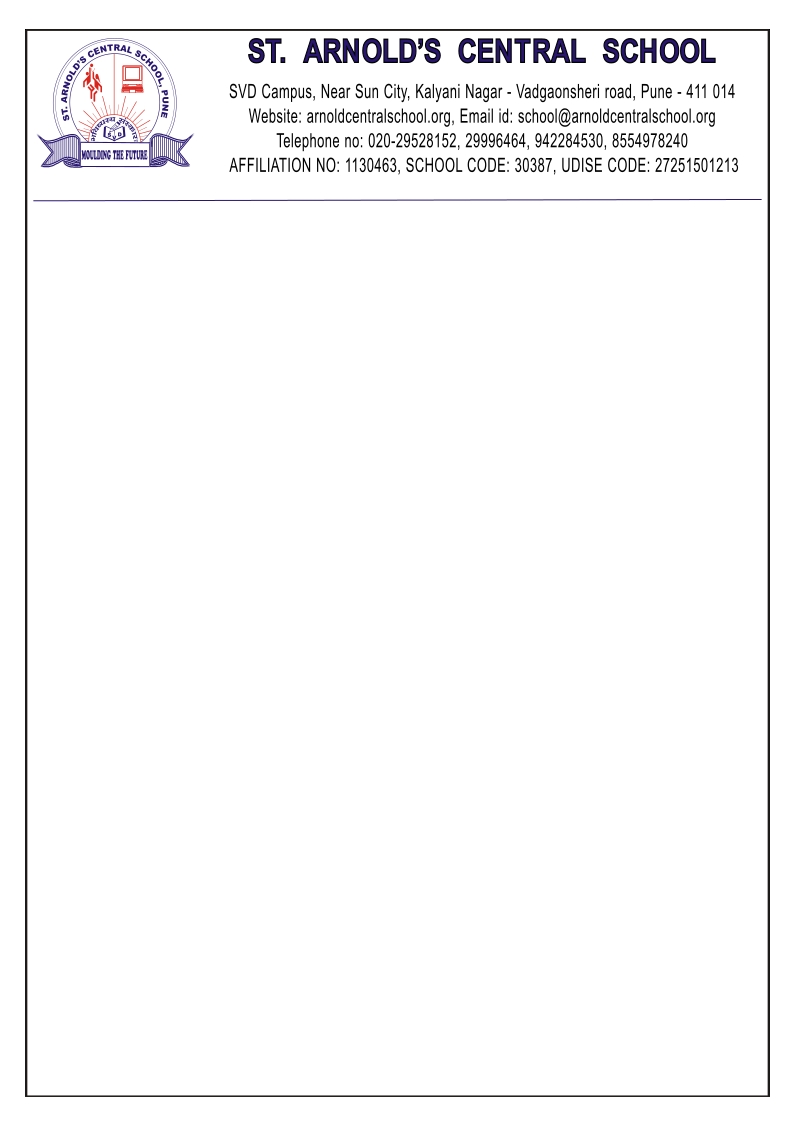 ST. ARNOLD'S CENTRAL SCHOOL
SVD Campus, Near Sun City, Kalyani Nagar - Vadgaonsheri road, Pune - 411 014
Website: arnoldcentralschool.org, Email id: school@arnoldcentralschool.org
Telephone no: 020-29528152, 29996464, 942284530, 8554978240
AFFILIATION NO: 1130463, SCHOOL CODE: 30387, UDISE CODE: 27251501213
ST. ARNOLD'S CENTRAL SCHOOL, PUNE
MOULDING THE FUTURE